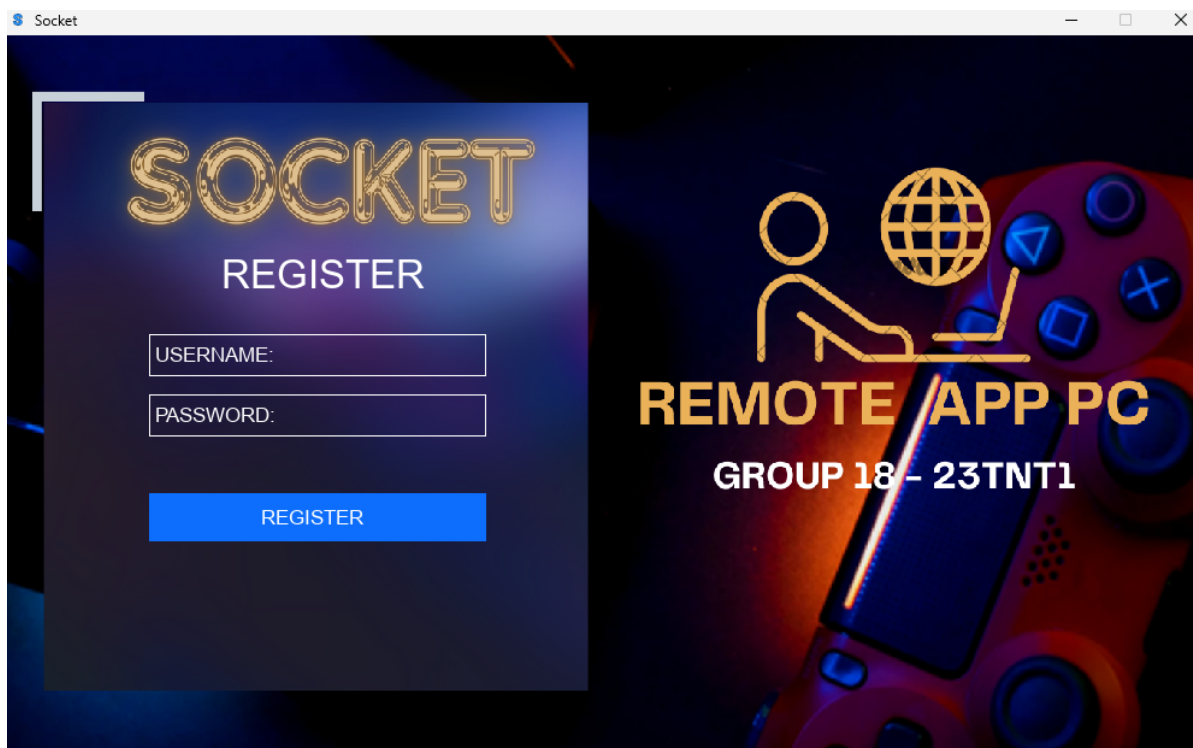 Socket
SOCKET
REGISTER
USERNAME:
PASSWORD:
REGISTER
REMOTE APP PC
GROUP 18 - 23TNT1